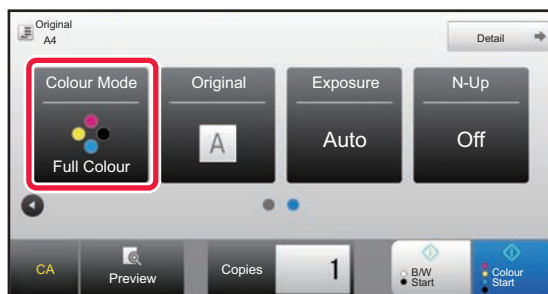 Original
A4
Detail
Colour Mode
Original
Exposure
N-Up
A
Auto
Off
Full Colour
CA
Preview
Copies
1
B/W
Start
Colour
Start